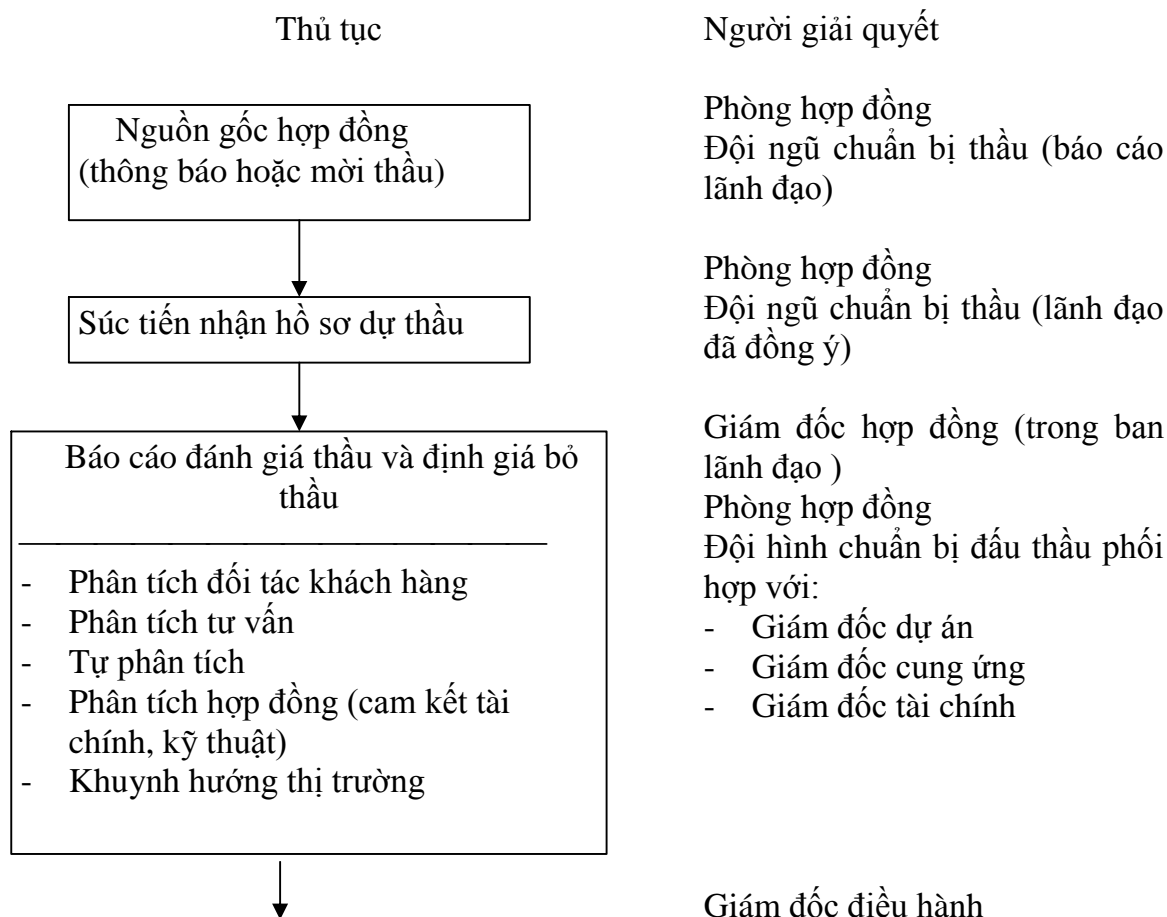 Thủ tục
Người giải quyết
Nguồn gốc hợp đồng
(thông báo hoặc mời thầu)
Phòng hợp đồng
Đội ngũ chuẩn bị thầu (báo cáo
lãnh đạo)
Súc tiến nhận hồ sơ dự thầu
Phòng hợp đồng
Đội ngũ chuẩn bị thầu (lãnh đạo
đã đồng ý)
Báo cáo đánh giá thầu và định giá bỏ
thầu
- Phân tích đối tác khách hàng
- Phân tích tư vấn
- Tự phân tích
- Phân tích hợp đồng (cam kết tài
chính, kỹ thuật)
- Khuynh hướng thị trường
Giám đốc hợp đồng (trong ban
lãnh đạo )
Phòng hợp đồng
Đội hình chuẩn bị đấu thầu phối
hợp với:
- Giám đốc dự án
- Giám đốc cung ứng
- Giám đốc tài chính
Giám đốc điều hành